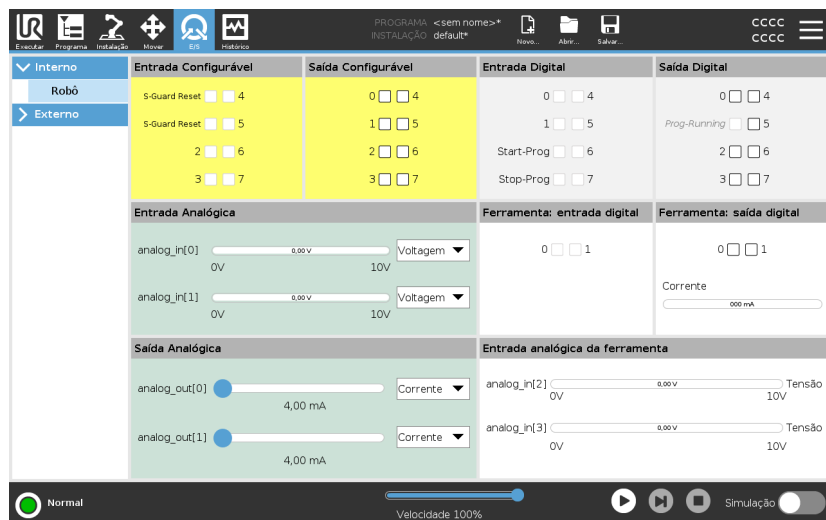 PROGRAMA <sem nome>*
INSTALAÇÃO default*
cccc
cccc
UR
Executar Programa Instalação Mover E/S Histórico Novo... Abrir... Salvar...
Interno
Robô
Externo
Entrada Configurável
S-Guard Reset 4
S-Guard Reset 5
2 6
3 7
Saída Configurável
0 4
1 5
2 6
3 7
Entrada Digital
0 4
1 5
Start-Prog 6
Stop-Prog 7
Saída Digital
0 4
Prog-Running 5
2 6
3 7
Entrada Analógica
analog_in[0] 0,00 V Voltagem
0V 10V
analog_in[1] 0,00 V Voltagem
0V 10V
Ferramenta: entrada digital
0 1
Ferramenta: saída digital
0 1
Corrente
000 mA
Saída Analógica
analog_out[0] Corrente
4,00 mA
analog_out[1] Corrente
4,00 mA
Entrada analógica da ferramenta
analog_in[2] 0,00 V Tensão
0V 10V
analog_in[3] 0,00 V Tensão
0V 10V
Normal
Velocidade 100%
Simulação